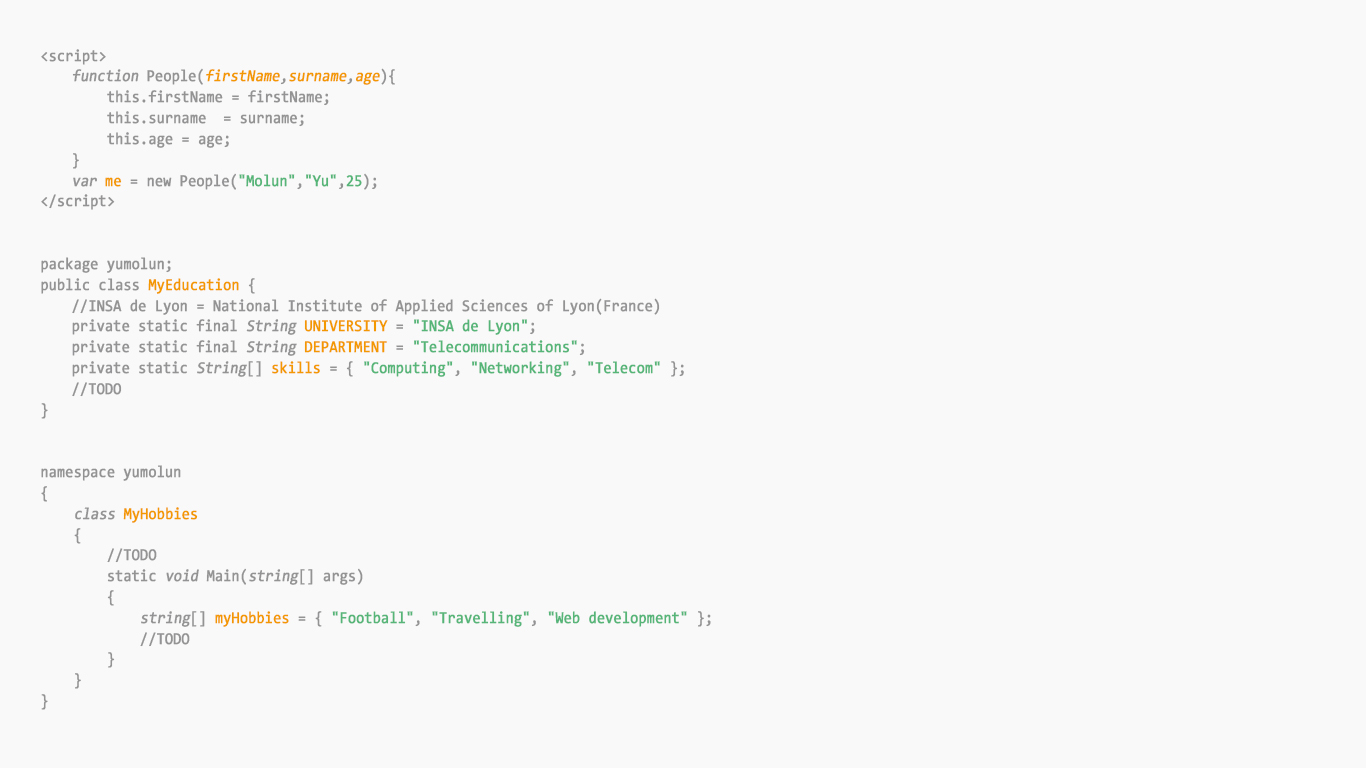 <script>
function People(firstName,surname,age){
this.firstName = firstName;
this.surname  = surname;
this.age = age;
}
var me = new People("Molun","Yu",25);
</script>
package yumolun;
public class MyEducation {
//INSA de Lyon = National Institute of Applied Sciences of Lyon(France)
private static final String UNIVERSITY = "INSA de Lyon";
private static final String DEPARTMENT = "Telecommunications";
private static String[] skills = { "Computing", "Networking", "Telecom" };
//TODO
}
namespace yumolun
{
class MyHobbies
{
//TODO
static void Main(string[] args)
{
string[] myHobbies = { "Football", "Travelling", "Web development" };
//TODO
}
}
}